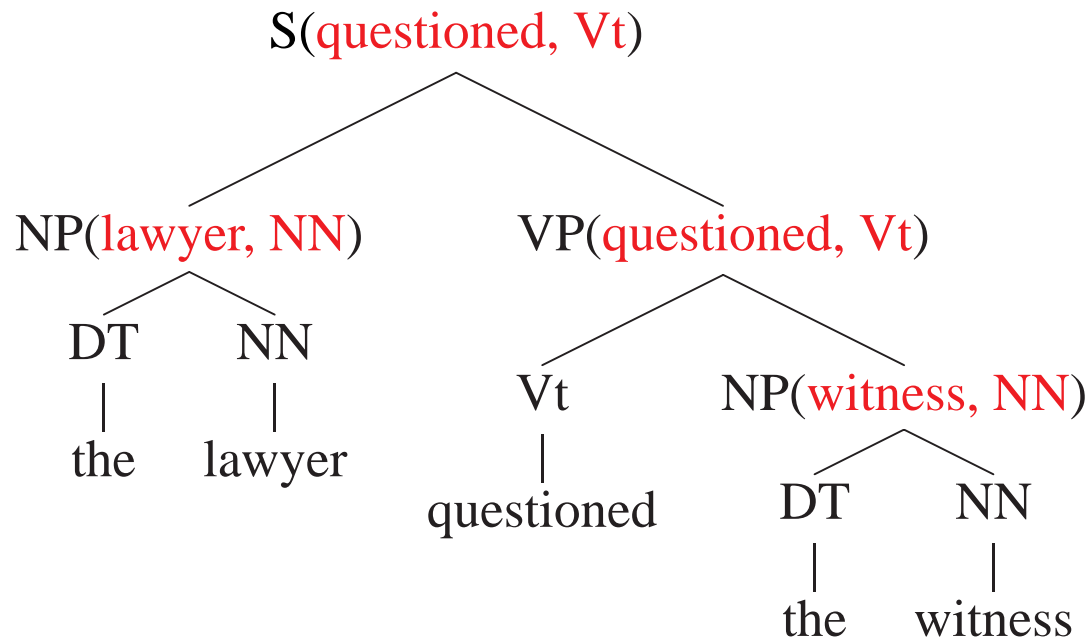 S(questioned, Vt)
NP(lawyer, NN) VP(questioned, Vt)
DT NN
Vt NP(witness, NN)
the lawyer
questioned DT NN
the witness